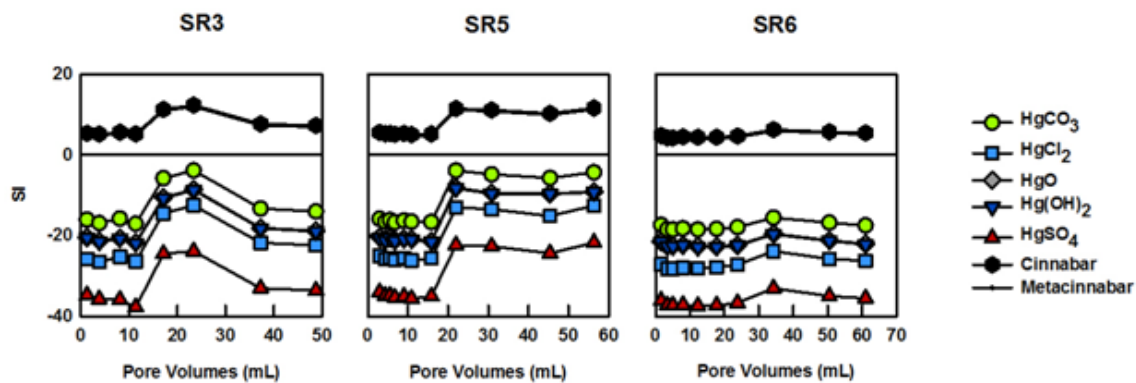 SR3 SR5 SR6
20
0
-20
-40
SI
0 10 20 30 40 50
0 10 20 30 40 50 60
0 10 20 30 40 50 60 70
Pore Volumes (mL) Pore Volumes (mL) Pore Volumes (mL)
HgCO₃
HgCl₂
HgO
Hg(OH)₂
HgSO₄
Cinnabar
Metacinnabar